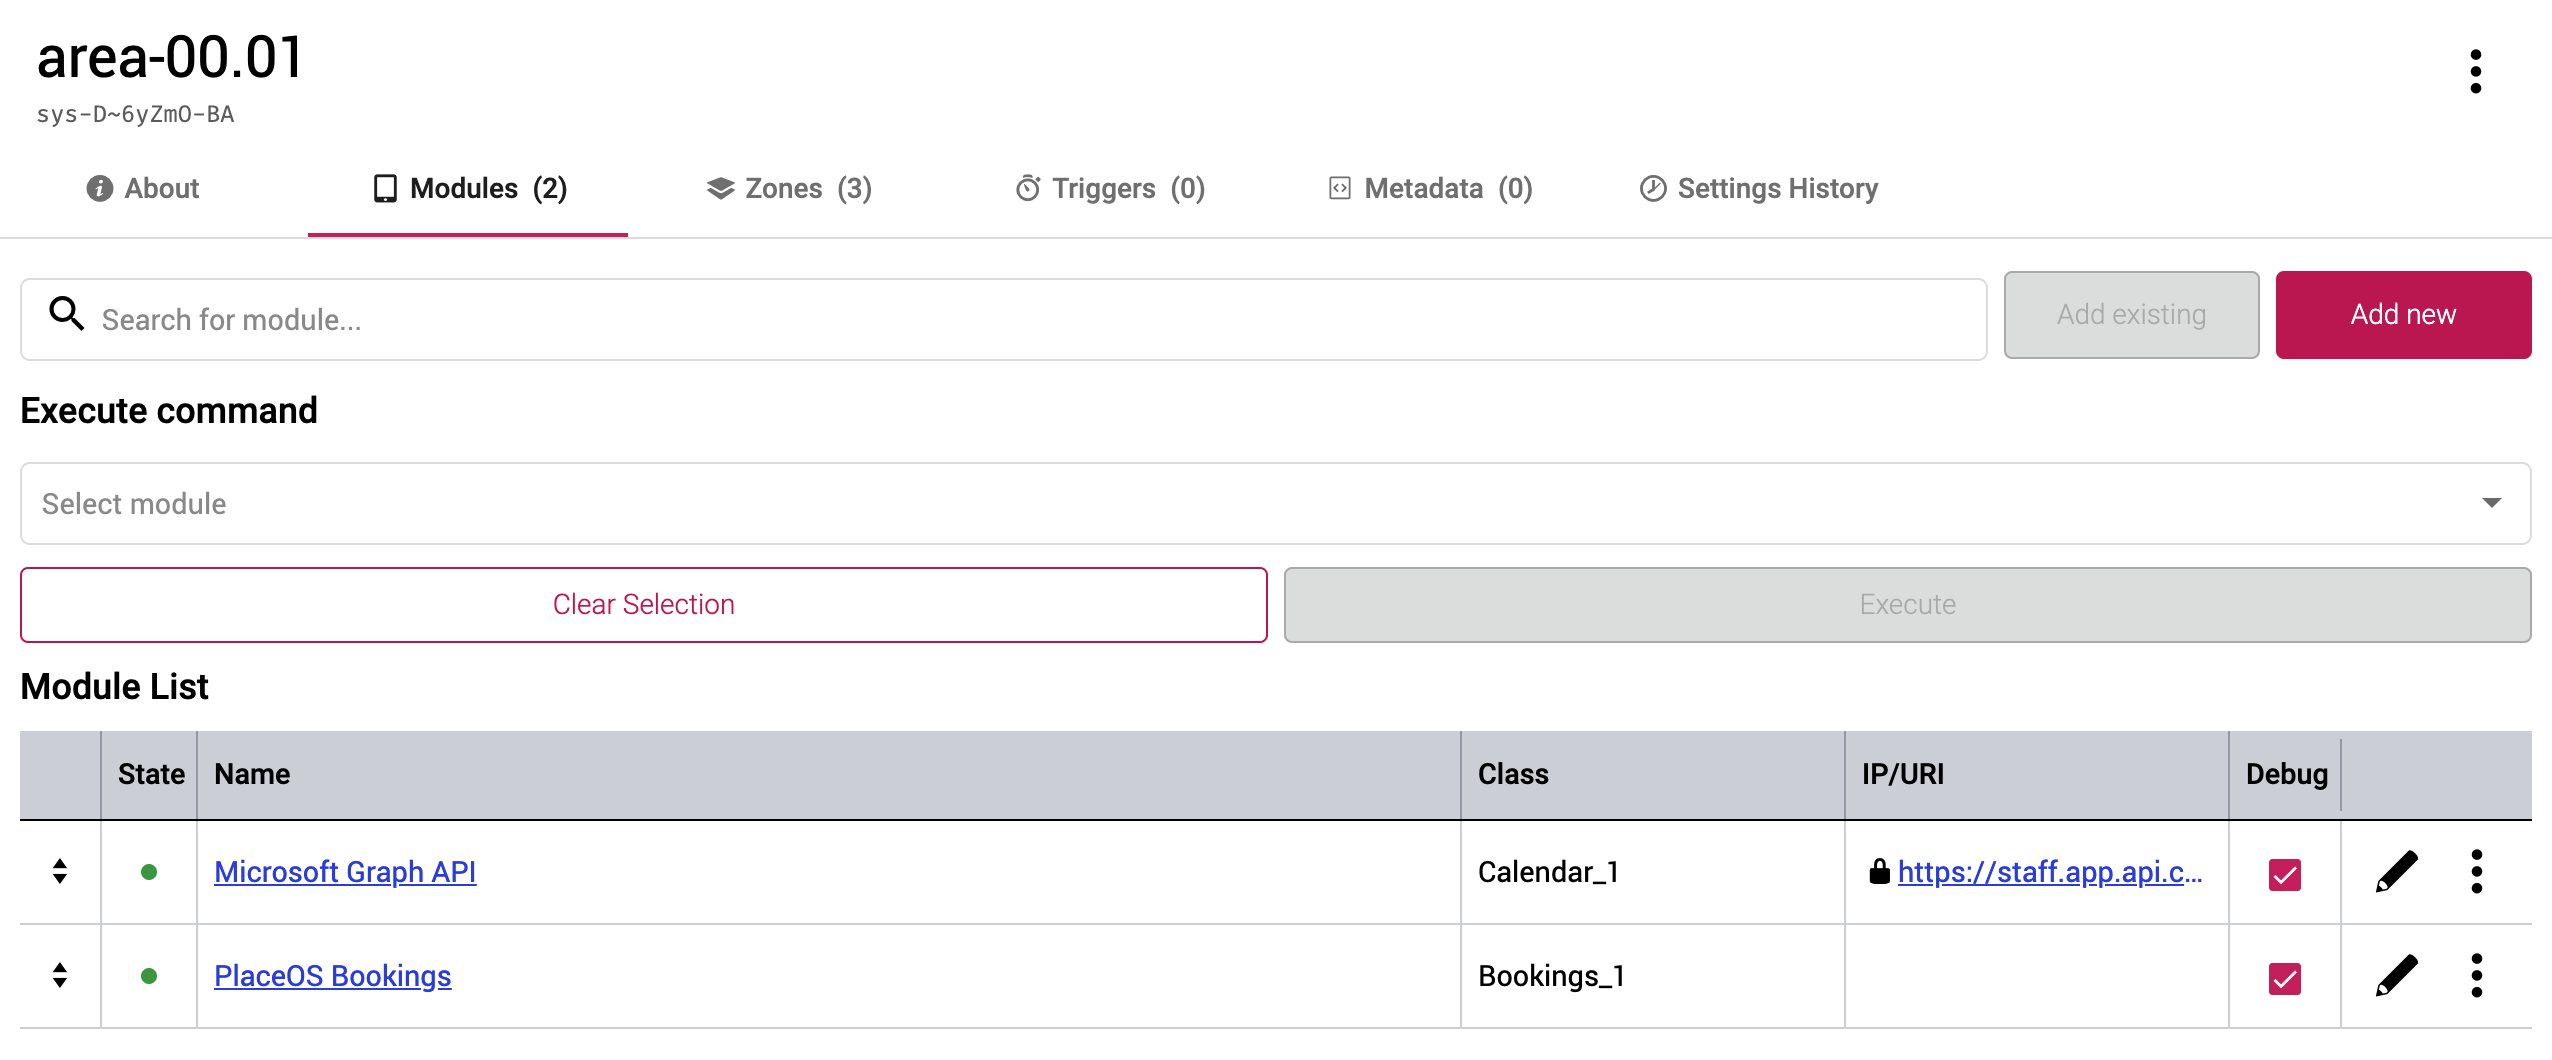 area-00.01
sys-D~6yZmO-BA
About
Modules (2)
Zones (3)
Triggers (0)
Metadata (0)
Settings History
Search for module...
Add existing
Add new
Execute command
Select module
Clear Selection
Execute
Module List
State Name Class IP/URI Debug
Microsoft Graph API Calendar_1 https://staff.app.api.c...
PlaceOS Bookings Bookings_1